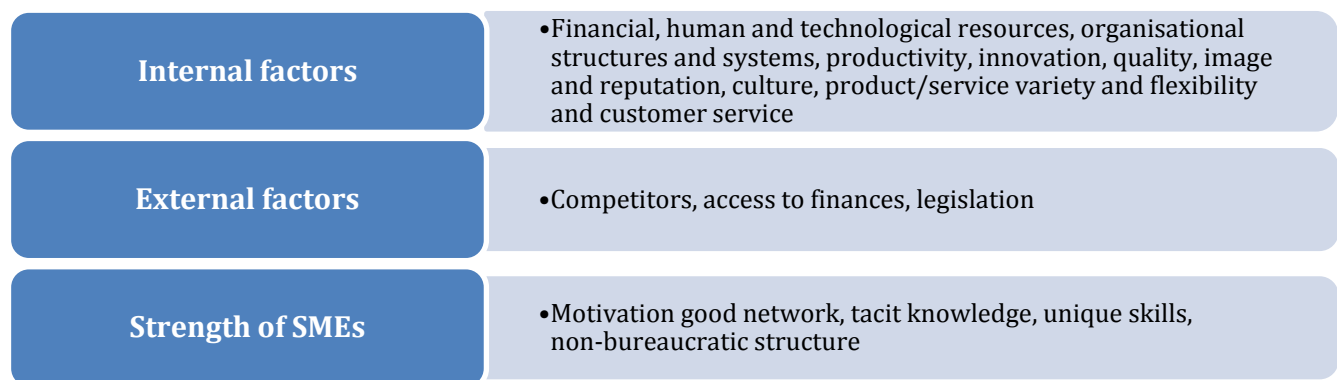 Internal factors
•Financial, human and technological resources, organisational
structures and systems, productivity, innovation, quality, image
and reputation, culture, product/service variety and flexibility
and customer service
External factors
•Competitors, access to finances, legislation
Strength of SMEs
•Motivation good network, tacit knowledge, unique skills,
non-bureaucratic structure